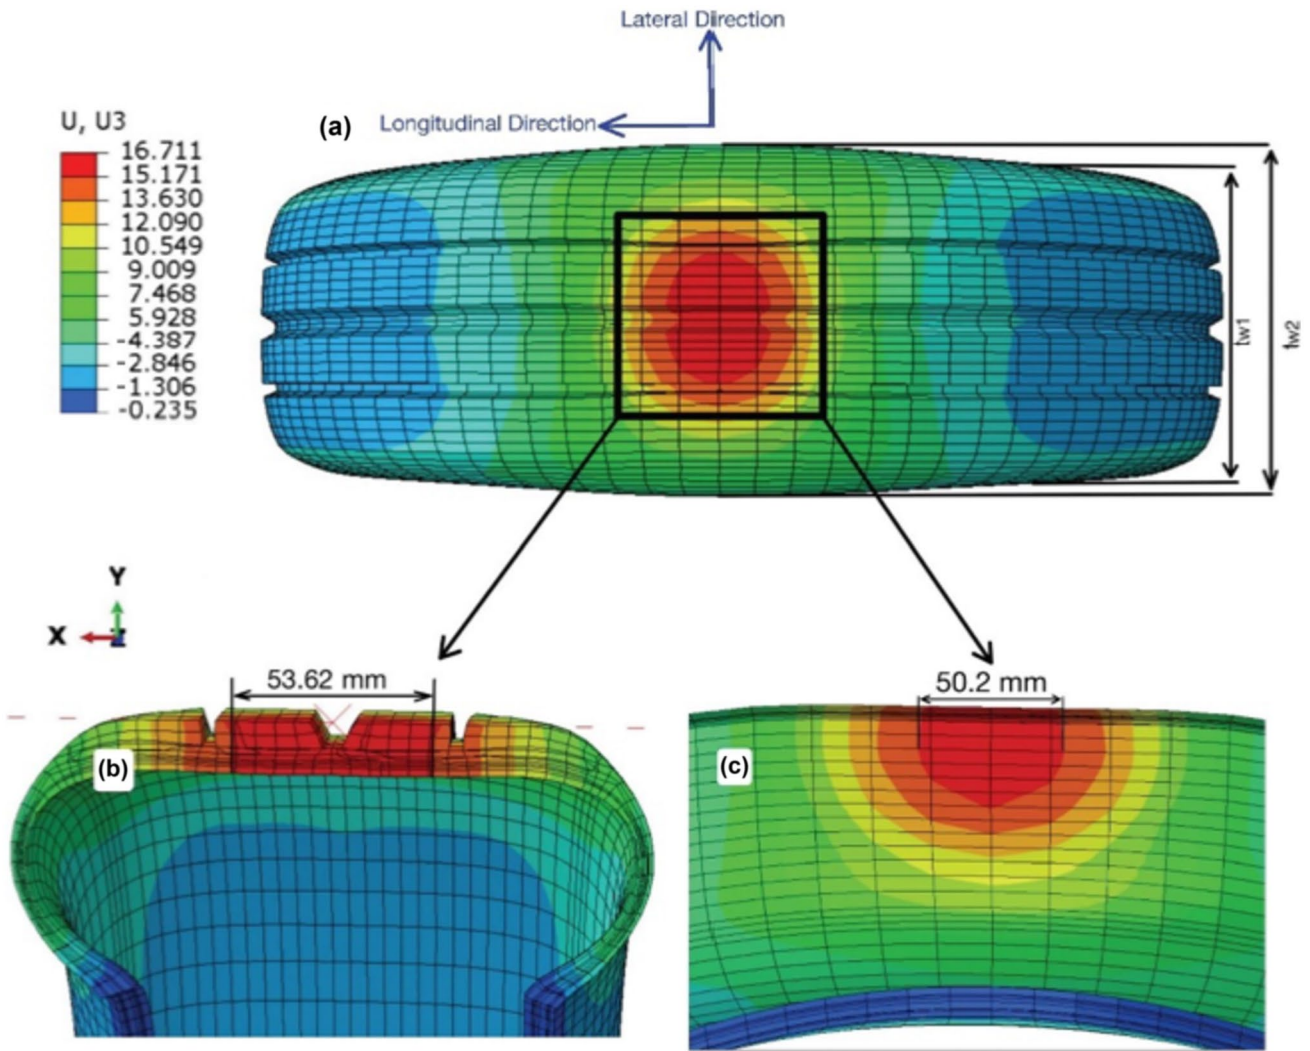 Lateral Direction
(a)
Longitudinal Direction
U, U3
16.711
15.171
13.630
12.090
10.549
9.009
7.468
5.928
-4.387
-2.846
-1.306
-0.235
tw1
tw2
Y
X
Z
53.62 mm
50.2 mm
(b)
(c)